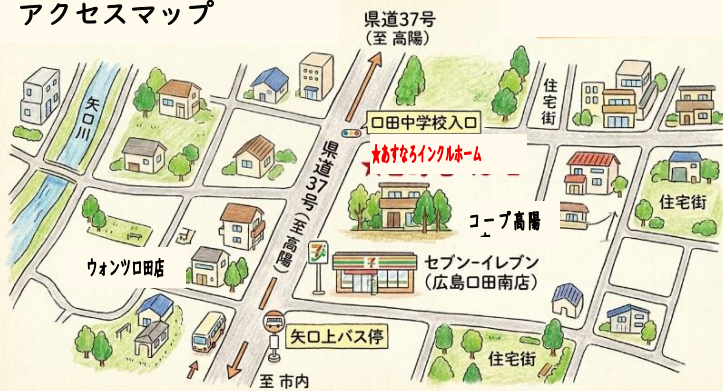 アクセスマップ
県道37号
(至 高陽)
住宅街
矢口川
口田中学校入口
★あすなろインクルホーム
県道37号(至高陽)
住宅街
コープ高陽
ウォンツ口田店
セブン-イレブン
(広島口田南店)
矢口上バス停
住宅街
至 市内